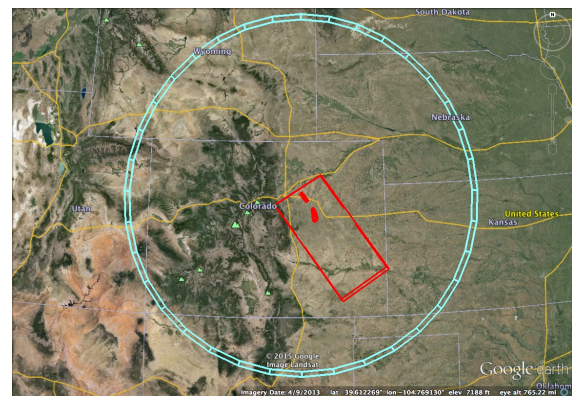 South Dakota
N
Wyoming
Nebraska
Utah
Colorado
Kansas
United States
© 2015 Google
Image Landsat
Google earth
Oklahom
Imagery Date: 4/9/2013 lat 39.612269° lon -104.769130° elev 7188 ft eye alt 765.22 mi